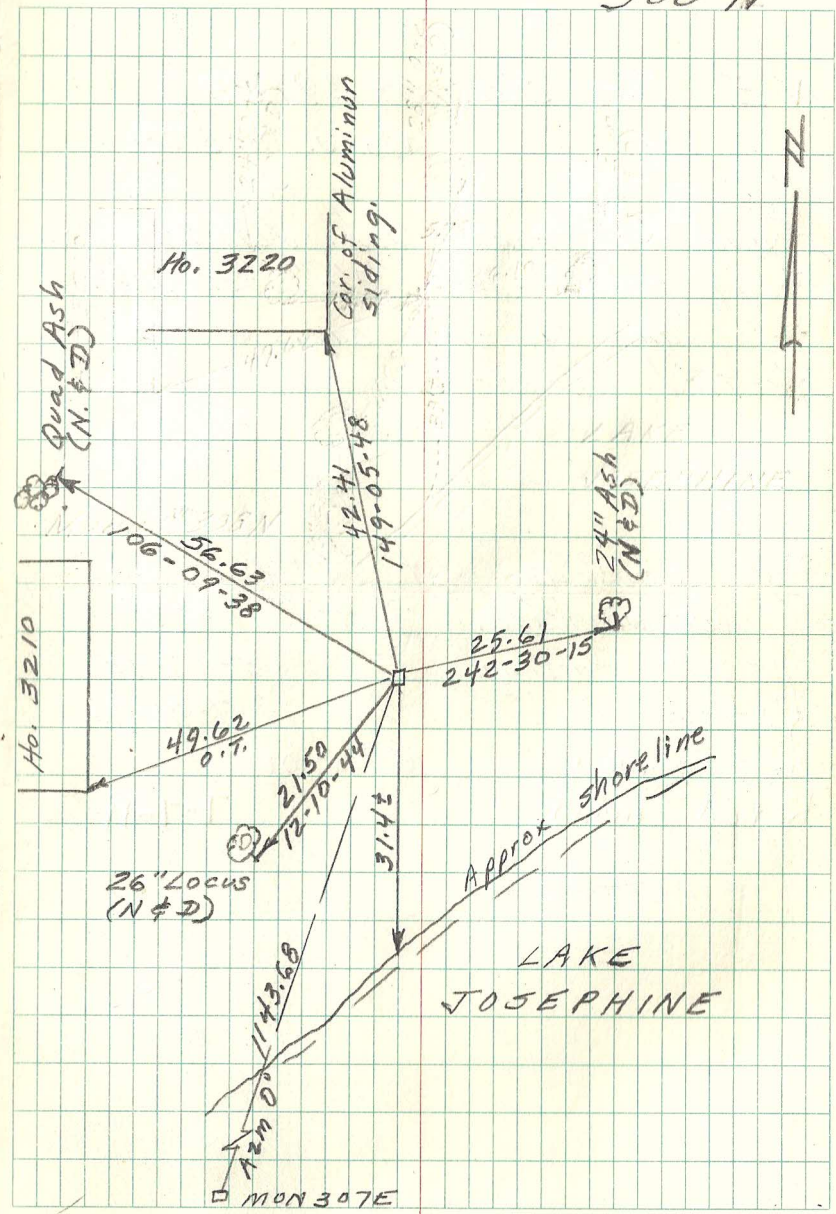 N
Ho. 3220
Cor. of Aluminun
siding.
Quad Ash
(N. & D)
42.41
149-05-48
56.63
106-09-38
24" Ash
(N & D)
25.61
242-30-15
Ho. 3210
49.62
O.T.
21.50
12-10-44
31.4±
Approx shoreline
26" Locus
(N & D)
LAKE
JOSEPHINE
1143.68
AZM 0°
MON 307E